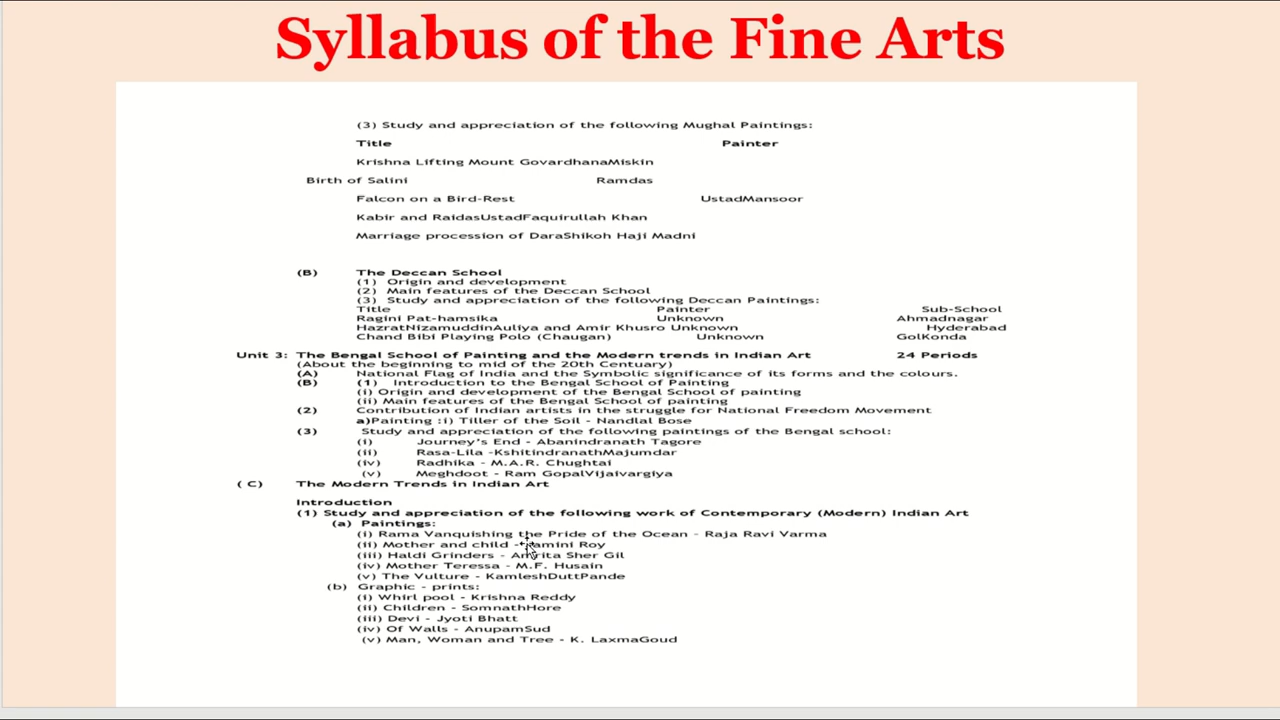 Syllabus of the Fine Arts
(3) Study and appreciation of the following Mughal Paintings:
Title Painter
Krishna Lifting Mount GovardhanaMiskin
Birth of Salini Ramdas
Falcon on a Bird-Rest UstadMansoor
Kabir and RaidasUstadFaquirullah Khan
Marriage procession of DaraShikoh Haji Madni
(B) The Deccan School
(1) Origin and development
(2) Main features of the Deccan School
(3) Study and appreciation of the following Deccan Paintings:
Title Painter Sub-School
Ragini Pat-hamsika Unknown Ahmadnagar
HazratNizamuddinAuliya and Amir Khusro Unknown Hyderabad
Chand Bibi Playing Polo (Chaugan) Unknown GolKonda
Unit 3: The Bengal School of Painting and the Modern trends in Indian Art 24 Periods
(About the beginning to mid of the 20th Centuary)
(A) National Flag of India and the Symbolic significance of its forms and the colours.
(B) (1) Introduction to the Bengal School of Painting
(i) Origin and development of the Bengal School of painting
(ii) Main features of the Bengal School of painting
(2) Contribution of Indian artists in the struggle for National Freedom Movement
a)Painting :i) Tiller of the Soil - Nandlal Bose
(3) Study and appreciation of the following paintings of the Bengal school:
(i) Journey's End - Abanindranath Tagore
(ii) Rasa-Lila -KshitindranathMajumdar
(iv) Radhika - M.A.R. Chughtai
(v) Meghdoot - Ram GopalVijaivargiya
( C) The Modern Trends in Indian Art
Introduction
(1) Study and appreciation of the following work of Contemporary (Modern) Indian Art
(a) Paintings:
(i) Rama Vanquishing the Pride of the Ocean - Raja Ravi Varma
(ii) Mother and child - Jamini Roy
(iii) Haldi Grinders - Amrita Sher Gil
(iv) Mother Teressa - M.F. Husain
(v) The Vulture - KamleshDuttPande
(b) Graphic - prints:
(i) Whirl pool - Krishna Reddy
(ii) Children - SomnathHore
(iii) Devi - Jyoti Bhatt
(iv) Of Walls - AnupamSud
(v) Man, Woman and Tree - K. LaxmaGoud